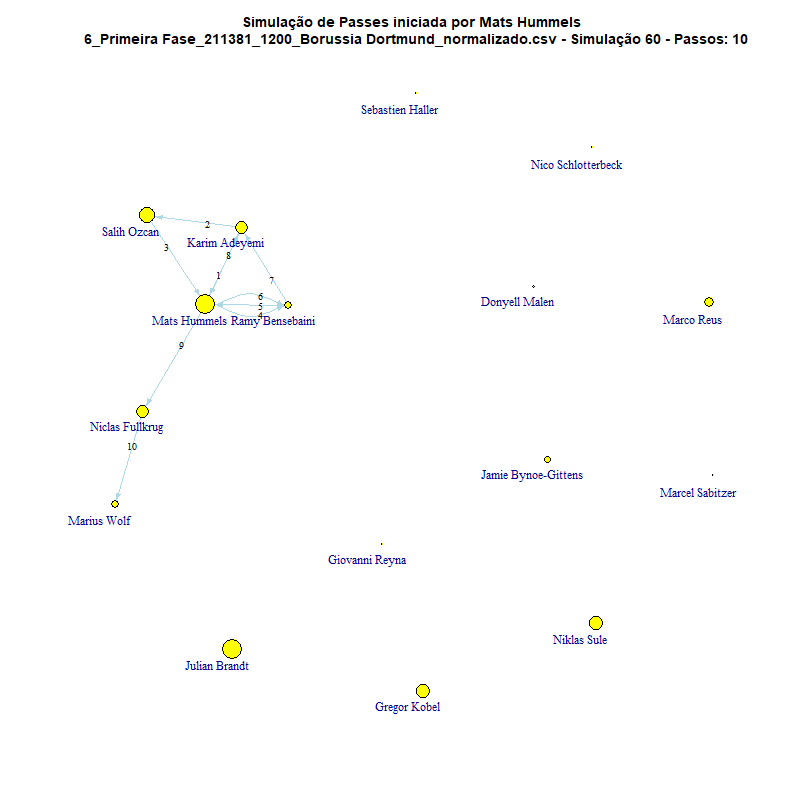 Simulação de Passes iniciada por Mats Hummels
6_Primeira Fase_211381_1200_Borussia Dortmund_normalizado.csv - Simulação 60 - Passos: 10
Sebastien Haller
Nico Schlotterbeck
2
Salih Ozcan
Karim Adeyemi
3
8
1
7
6
5
4
Donyell Malen
Mats Hummels
Ramy Bensebaini
Marco Reus
9
Niclas Fullkrug
10
Jamie Bynoe-Gittens
Marcel Sabitzer
Marius Wolf
Giovanni Reyna
Niklas Sule
Julian Brandt
Gregor Kobel